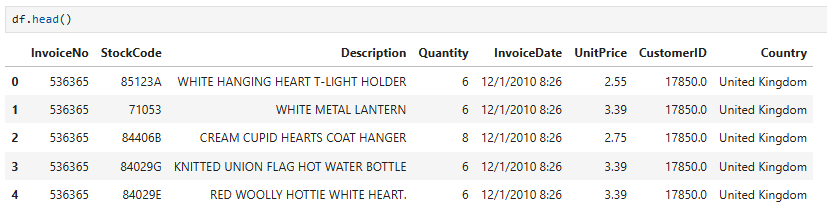 df.head()
InvoiceNo StockCode Description Quantity InvoiceDate UnitPrice CustomerID Country
0 536365 85123A WHITE HANGING HEART T-LIGHT HOLDER 6 12/1/2010 8:26 2.55 17850.0 United Kingdom
1 536365 71053 WHITE METAL LANTERN 6 12/1/2010 8:26 3.39 17850.0 United Kingdom
2 536365 84406B CREAM CUPID HEARTS COAT HANGER 8 12/1/2010 8:26 2.75 17850.0 United Kingdom
3 536365 84029G KNITTED UNION FLAG HOT WATER BOTTLE 6 12/1/2010 8:26 3.39 17850.0 United Kingdom
4 536365 84029E RED WOOLLY HOTTIE WHITE HEART. 6 12/1/2010 8:26 3.39 17850.0 United Kingdom